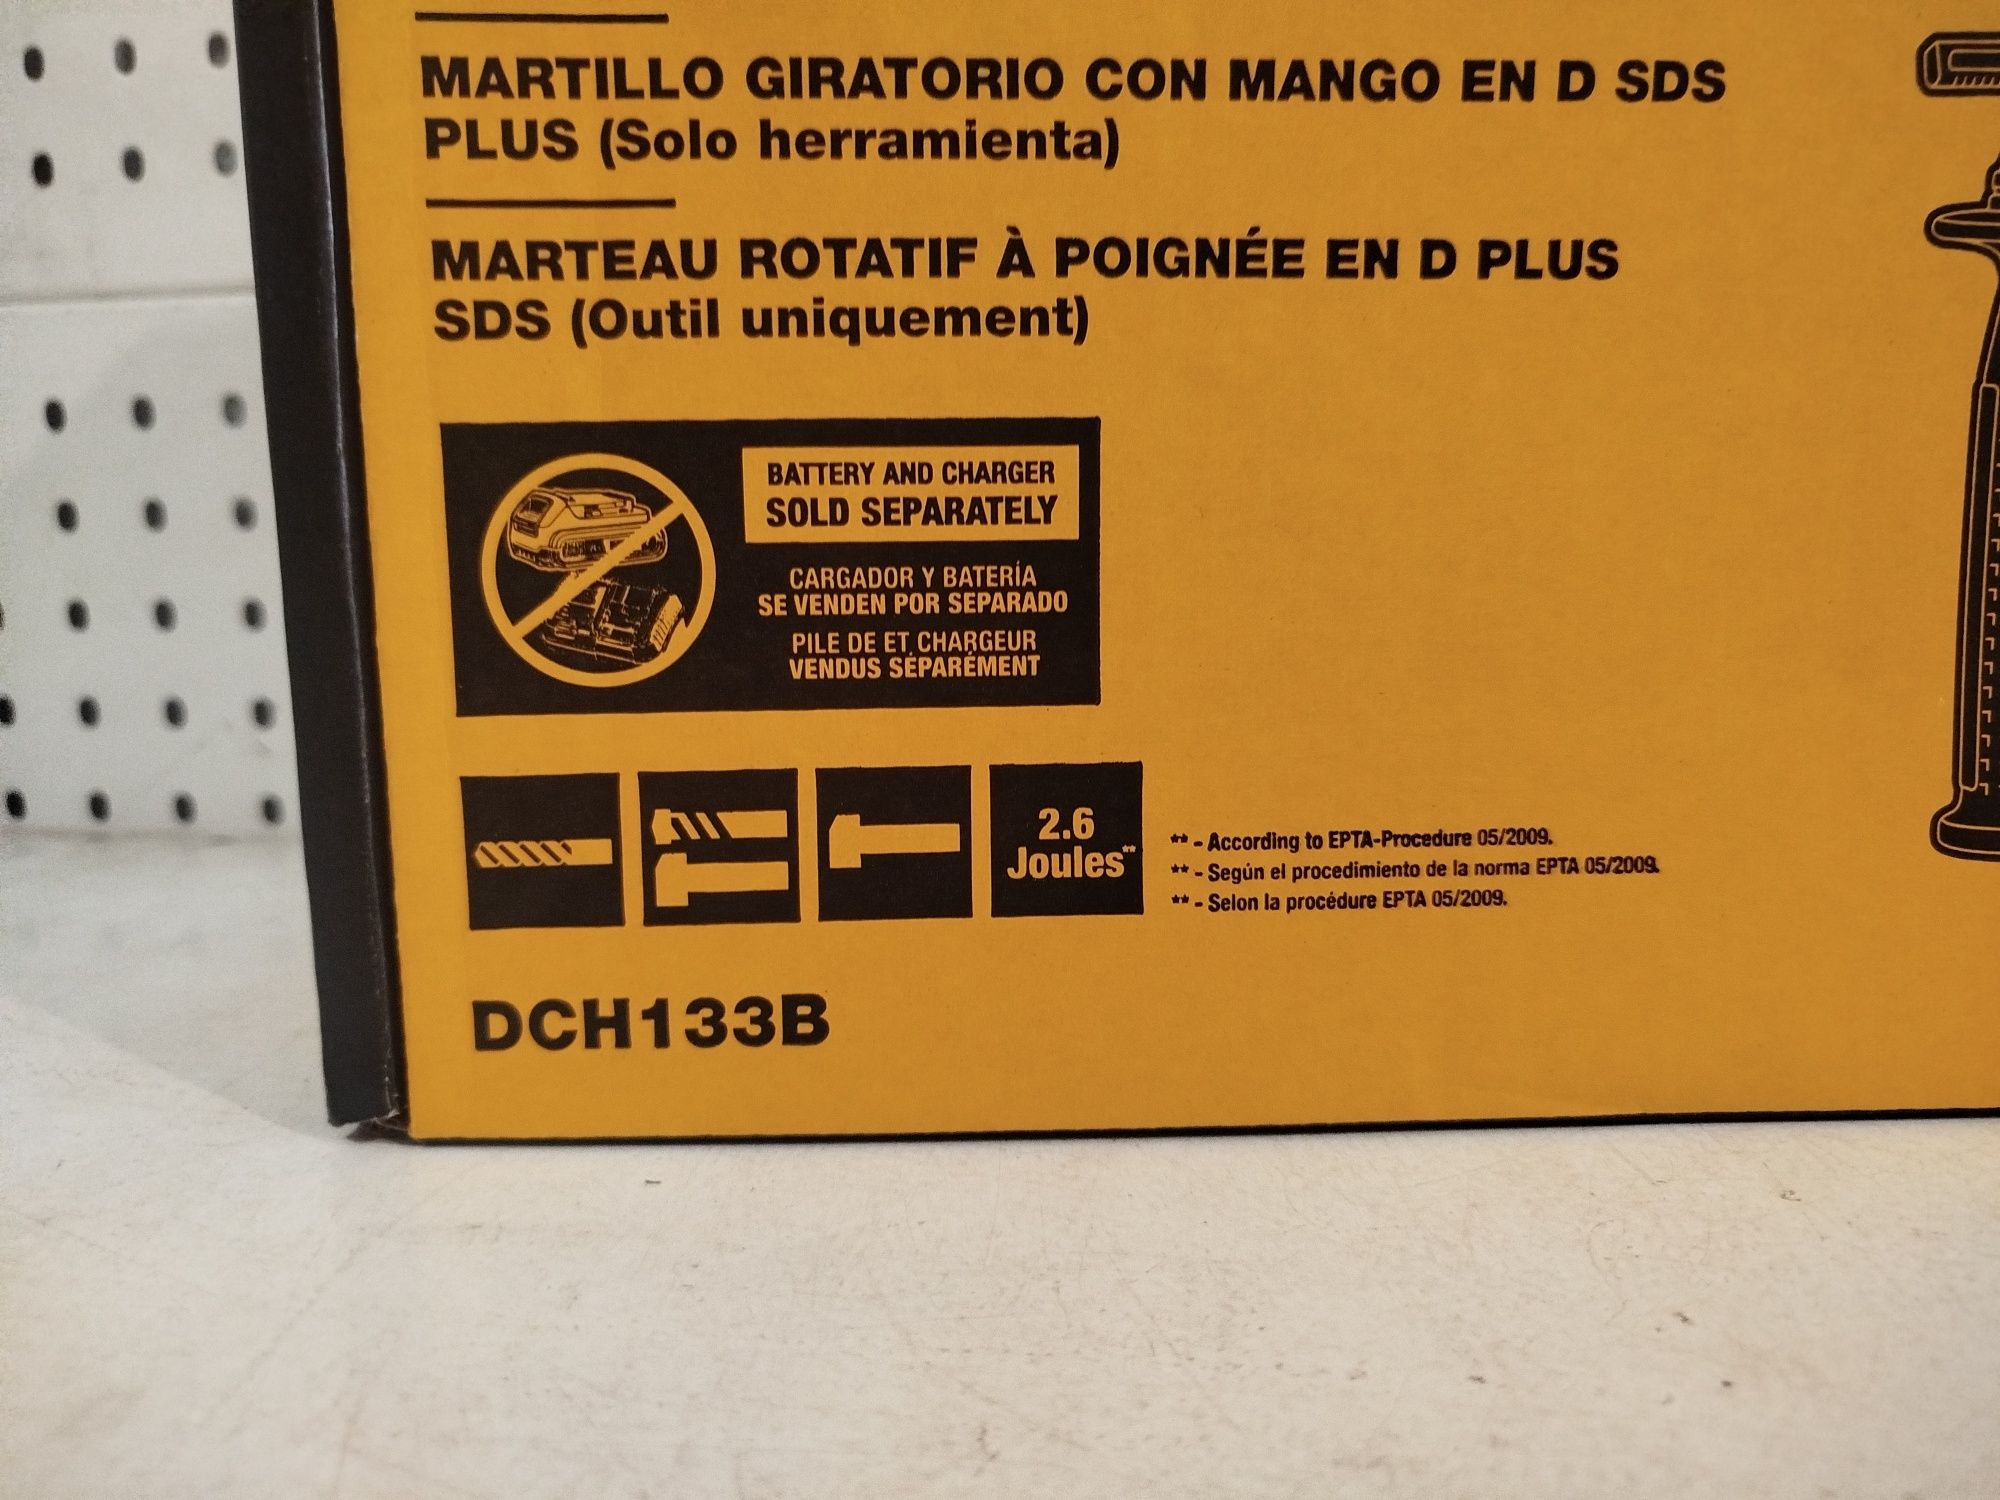 MARTILLO GIRATORIO CON MANGO EN D SDS
PLUS (Solo herramienta)
MARTEAU ROTATIF À POIGNÉE EN D PLUS
SDS (Outil uniquement)
BATTERY AND CHARGER
SOLD SEPARATELY
CARGADOR Y BATERÍA
SE VENDEN POR SEPARADO
PILE DE ET CHARGEUR
VENDUS SÉPARÉMENT
2.6
Joules**
** - According to EPTA-Procedure 05/2009.
** - Según el procedimiento de la norma EPTA 05/2009.
** - Selon la procédure EPTA 05/2009.
DCH133B